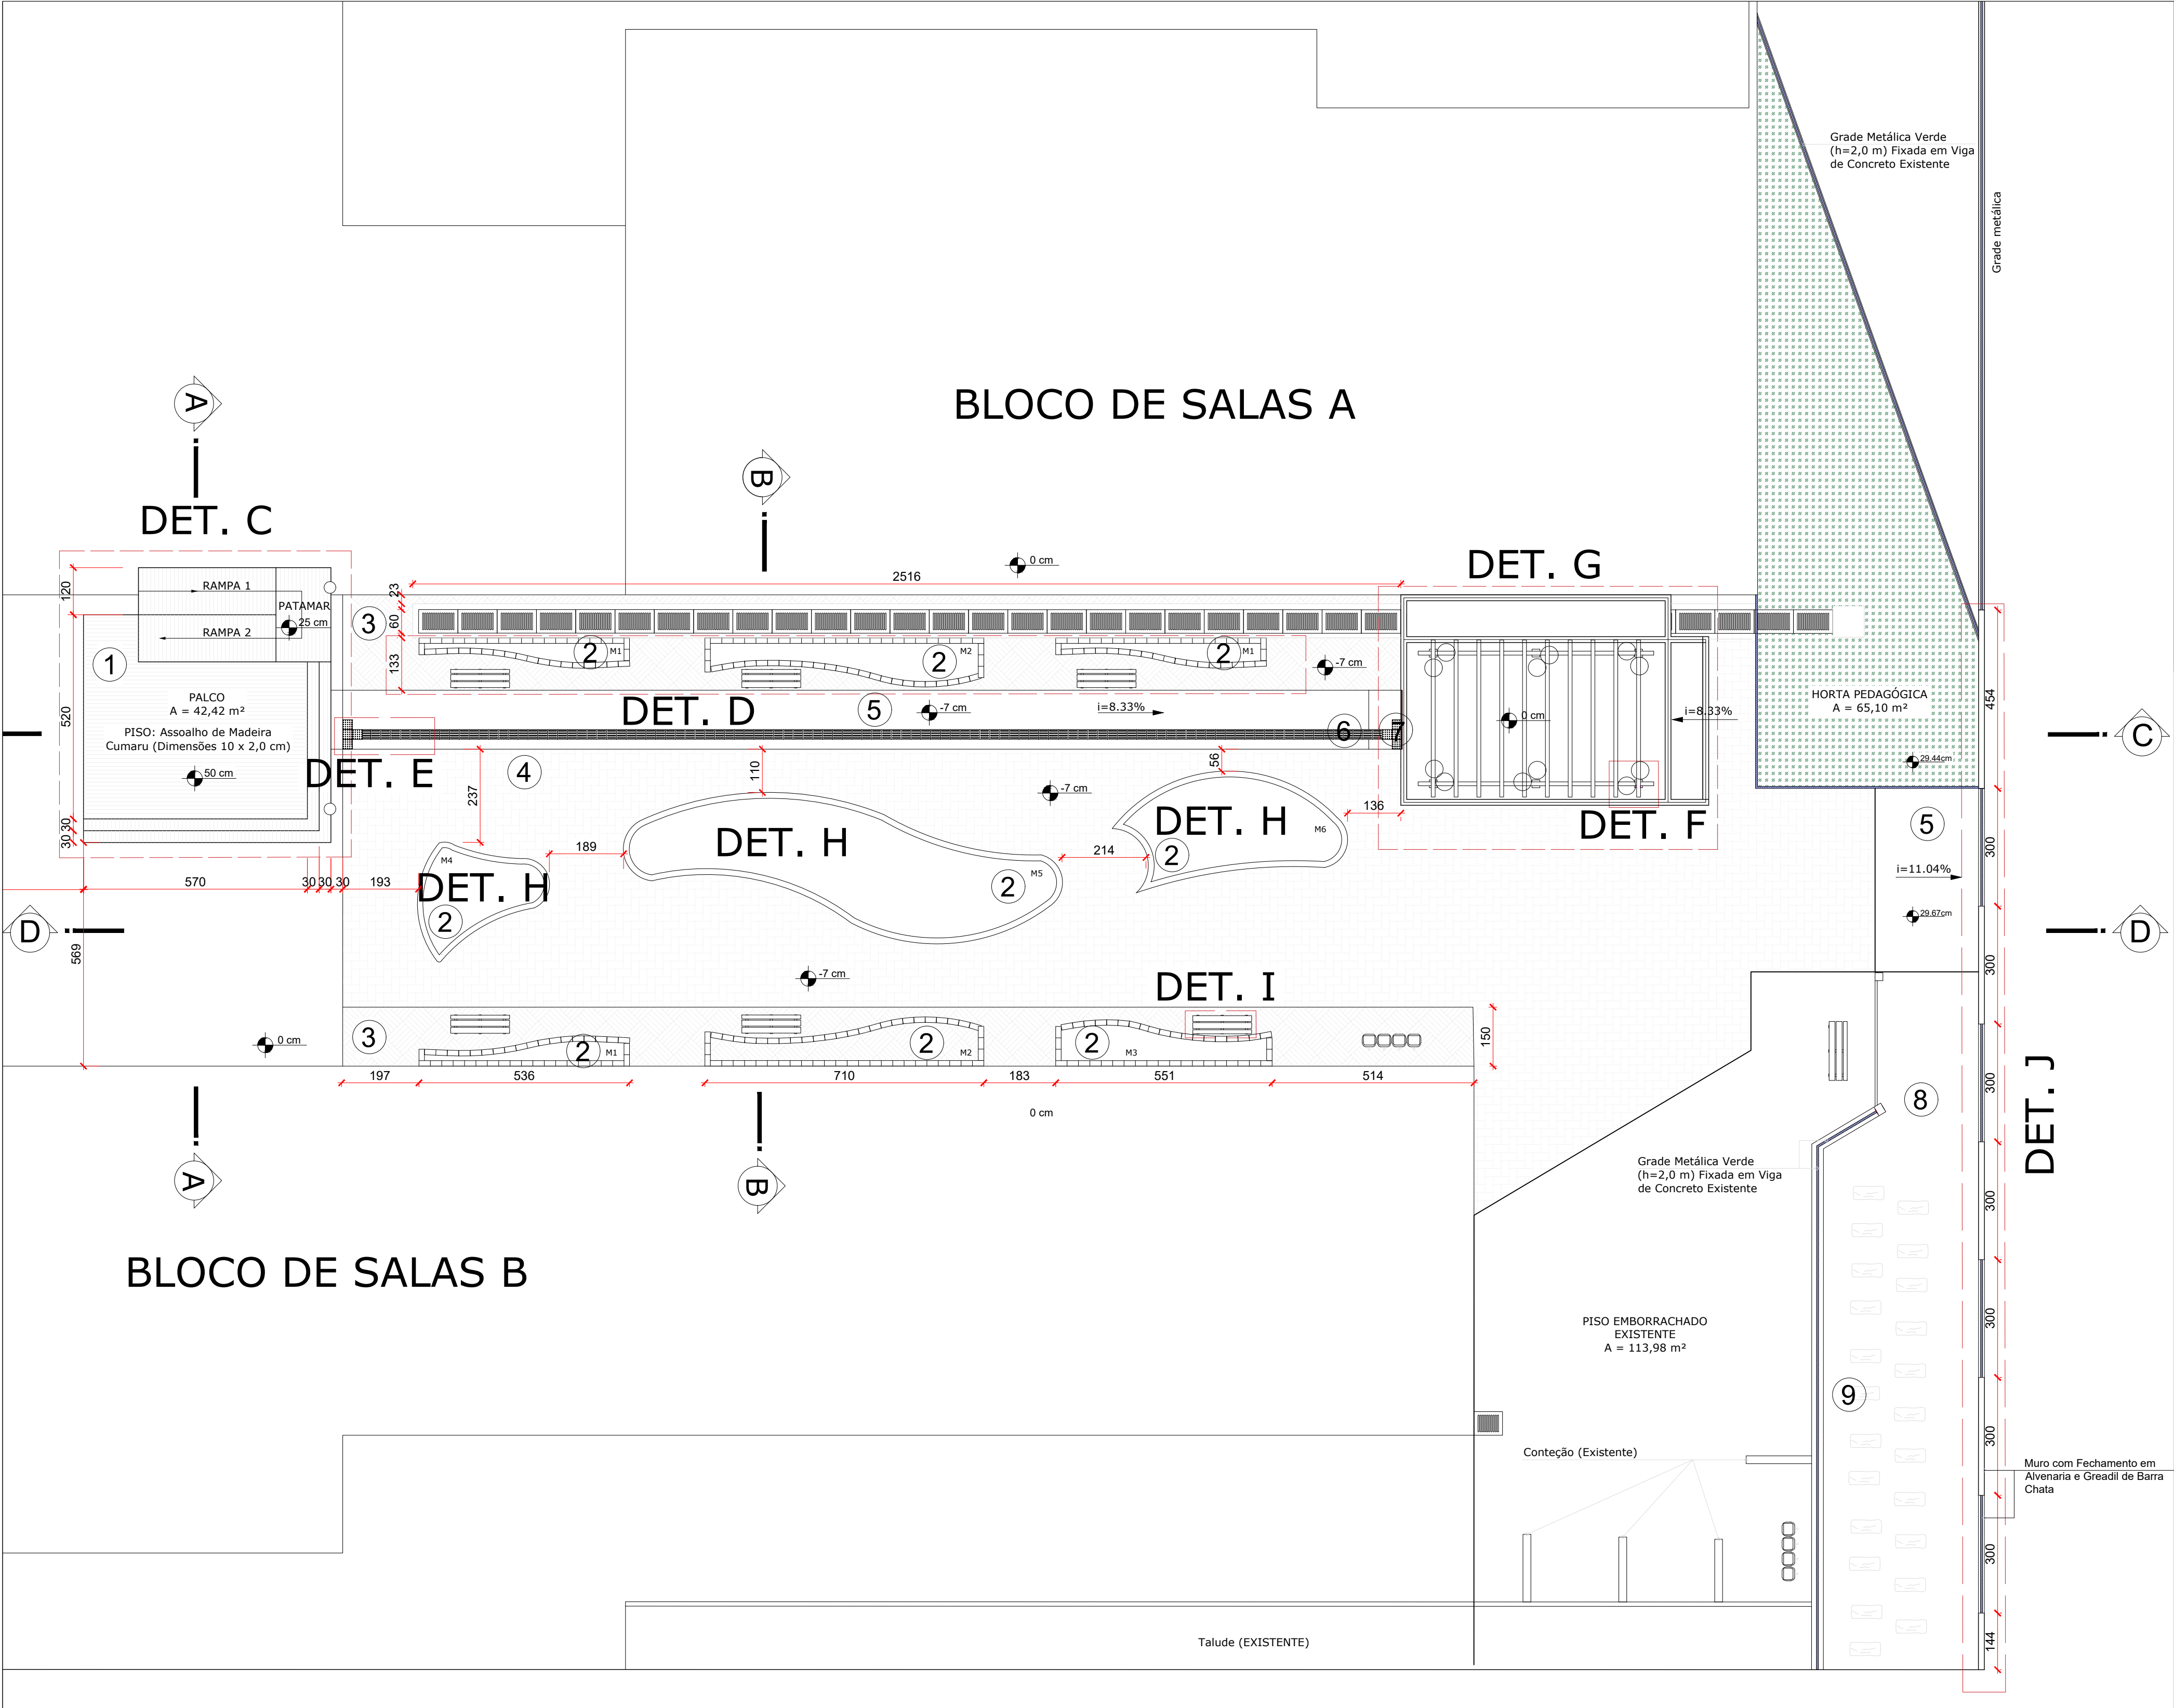 Grade Metálica Verde
(h=2,0 m) Fixada em Viga
de Concreto Existente
Grade metálica
BLOCO DE SALAS A
A
B
DET. C
DET. G
0 cm
2516
120
RAMPA 1
PATAMAR
25 cm
RAMPA 2
23
60
133
3
2
M1
2
M2
2
M1
-7 cm
1
520
PALCO
A = 42,42 m²
PISO: Assoalho de Madeira
Cumaru (Dimensões 10 x 2,0 cm)
50 cm
DET. D
5
-7 cm
i=8.33%
6
7
0 cm
i=8.33%
HORTA PEDAGÓGICA
A = 65,10 m²
29.44cm
454
C
DET. E
4
237
110
56
-7 cm
136
30
30
DET. H
M4
2
DET. H
M5
2
DET. H
M6
2
DET. F
189
214
570
30
30
30
193
5
i=11.04%
29.67cm
300
D
D
569
300
-7 cm
DET. I
0 cm
3
2
M1
2
M2
2
M3
150
197
536
710
183
551
514
0 cm
A
B
300
8
DET. J
Grade Metálica Verde
(h=2,0 m) Fixada em Viga
de Concreto Existente
300
BLOCO DE SALAS B
PISO EMBORRACHADO
EXISTENTE
A = 113,98 m²
300
9
300
Conteção (Existente)
Muro com Fechamento em
Alvenaria e Greadil de Barra
Chata
300
Talude (EXISTENTE)
144